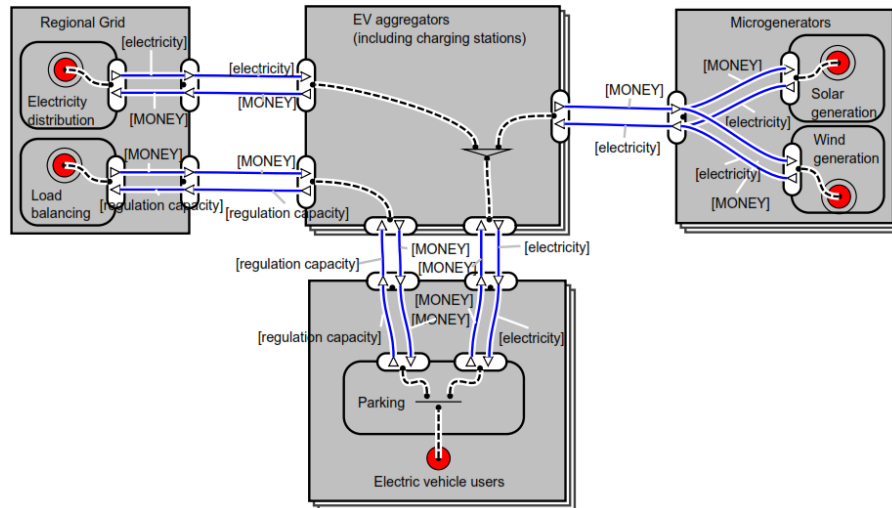 Regional Grid
[electricity]
Electricity
distribution
[MONEY]
[electricity]
[MONEY]
[MONEY]
Load
balancing
[regulation capacity]
[MONEY]
[regulation capacity]
EV aggregators
(including charging stations)
Microgenerators
[MONEY]
[electricity]
[MONEY]
[electricity]
Solar
generation
Wind
generation
[electricity]
[MONEY]
[regulation capacity]
[MONEY]
[MONEY]
[electricity]
[regulation capacity]
[MONEY]
[MONEY]
[electricity]
Parking
Electric vehicle users